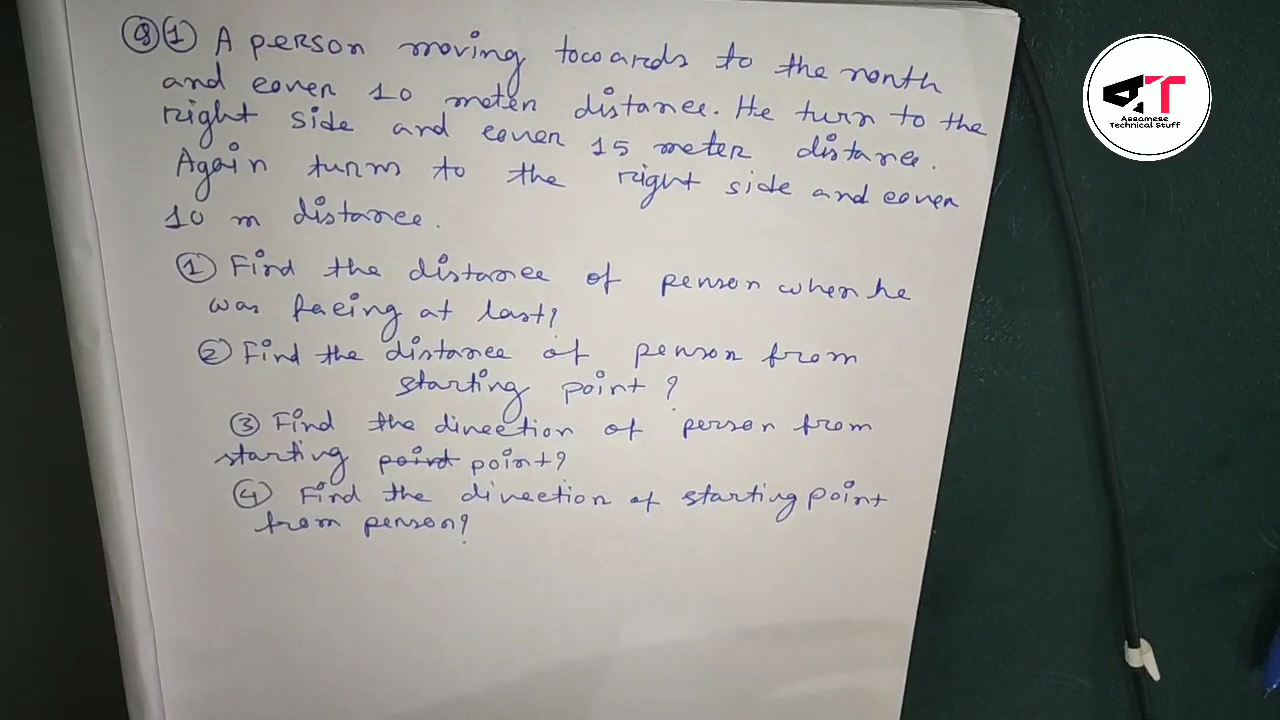 Q 1 A person moving towards to the north
and cover 10 meter distance. He turn to the
right side and cover 15 meter distance.
Again turns to the right side and cover
10 m distance.
1 Find the distance of person when he
was facing at last?
2 Find the distance of person from
starting point ?
3 Find the direction of person from
starting point point?
4 Find the direction of starting point
from person?
AT
Assamese
Technical Stuff